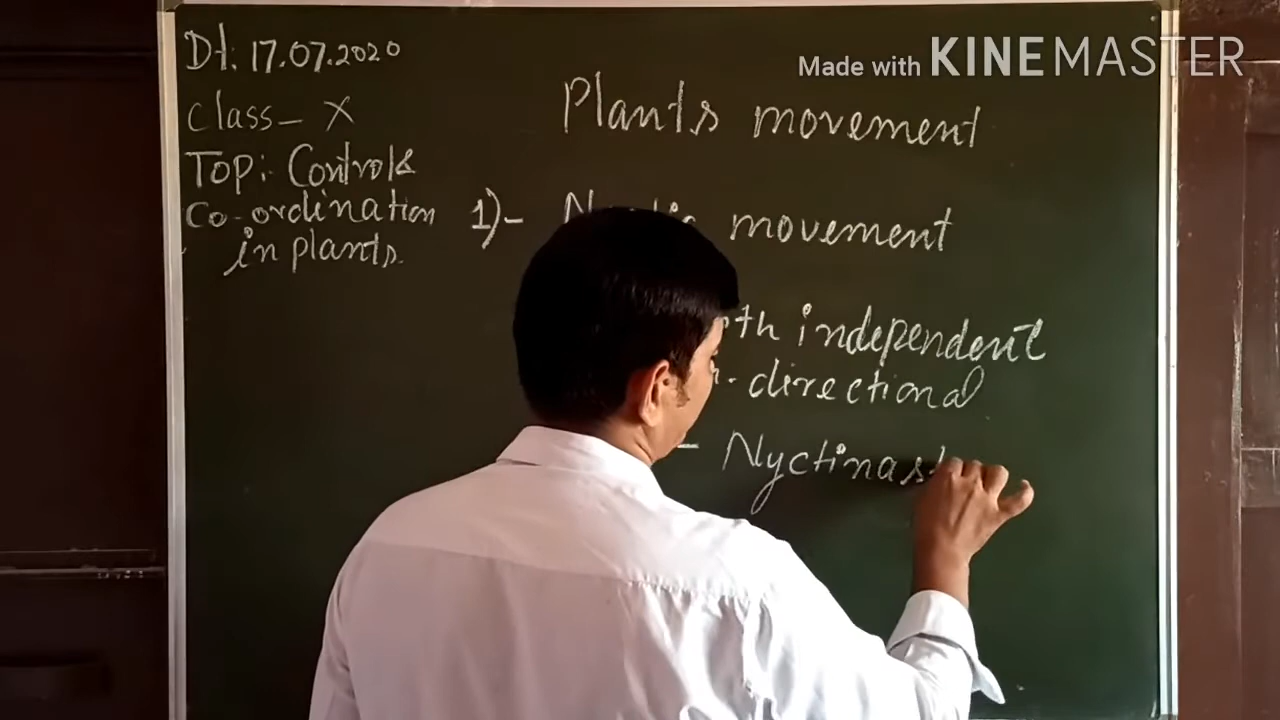 Dt: 17.07.2020
Class- X
Top:- Control &
Co-ordination
in plants.
Made with KINEMASTER
Plants movement
1)- movement
independent
directional
- Nyctinast